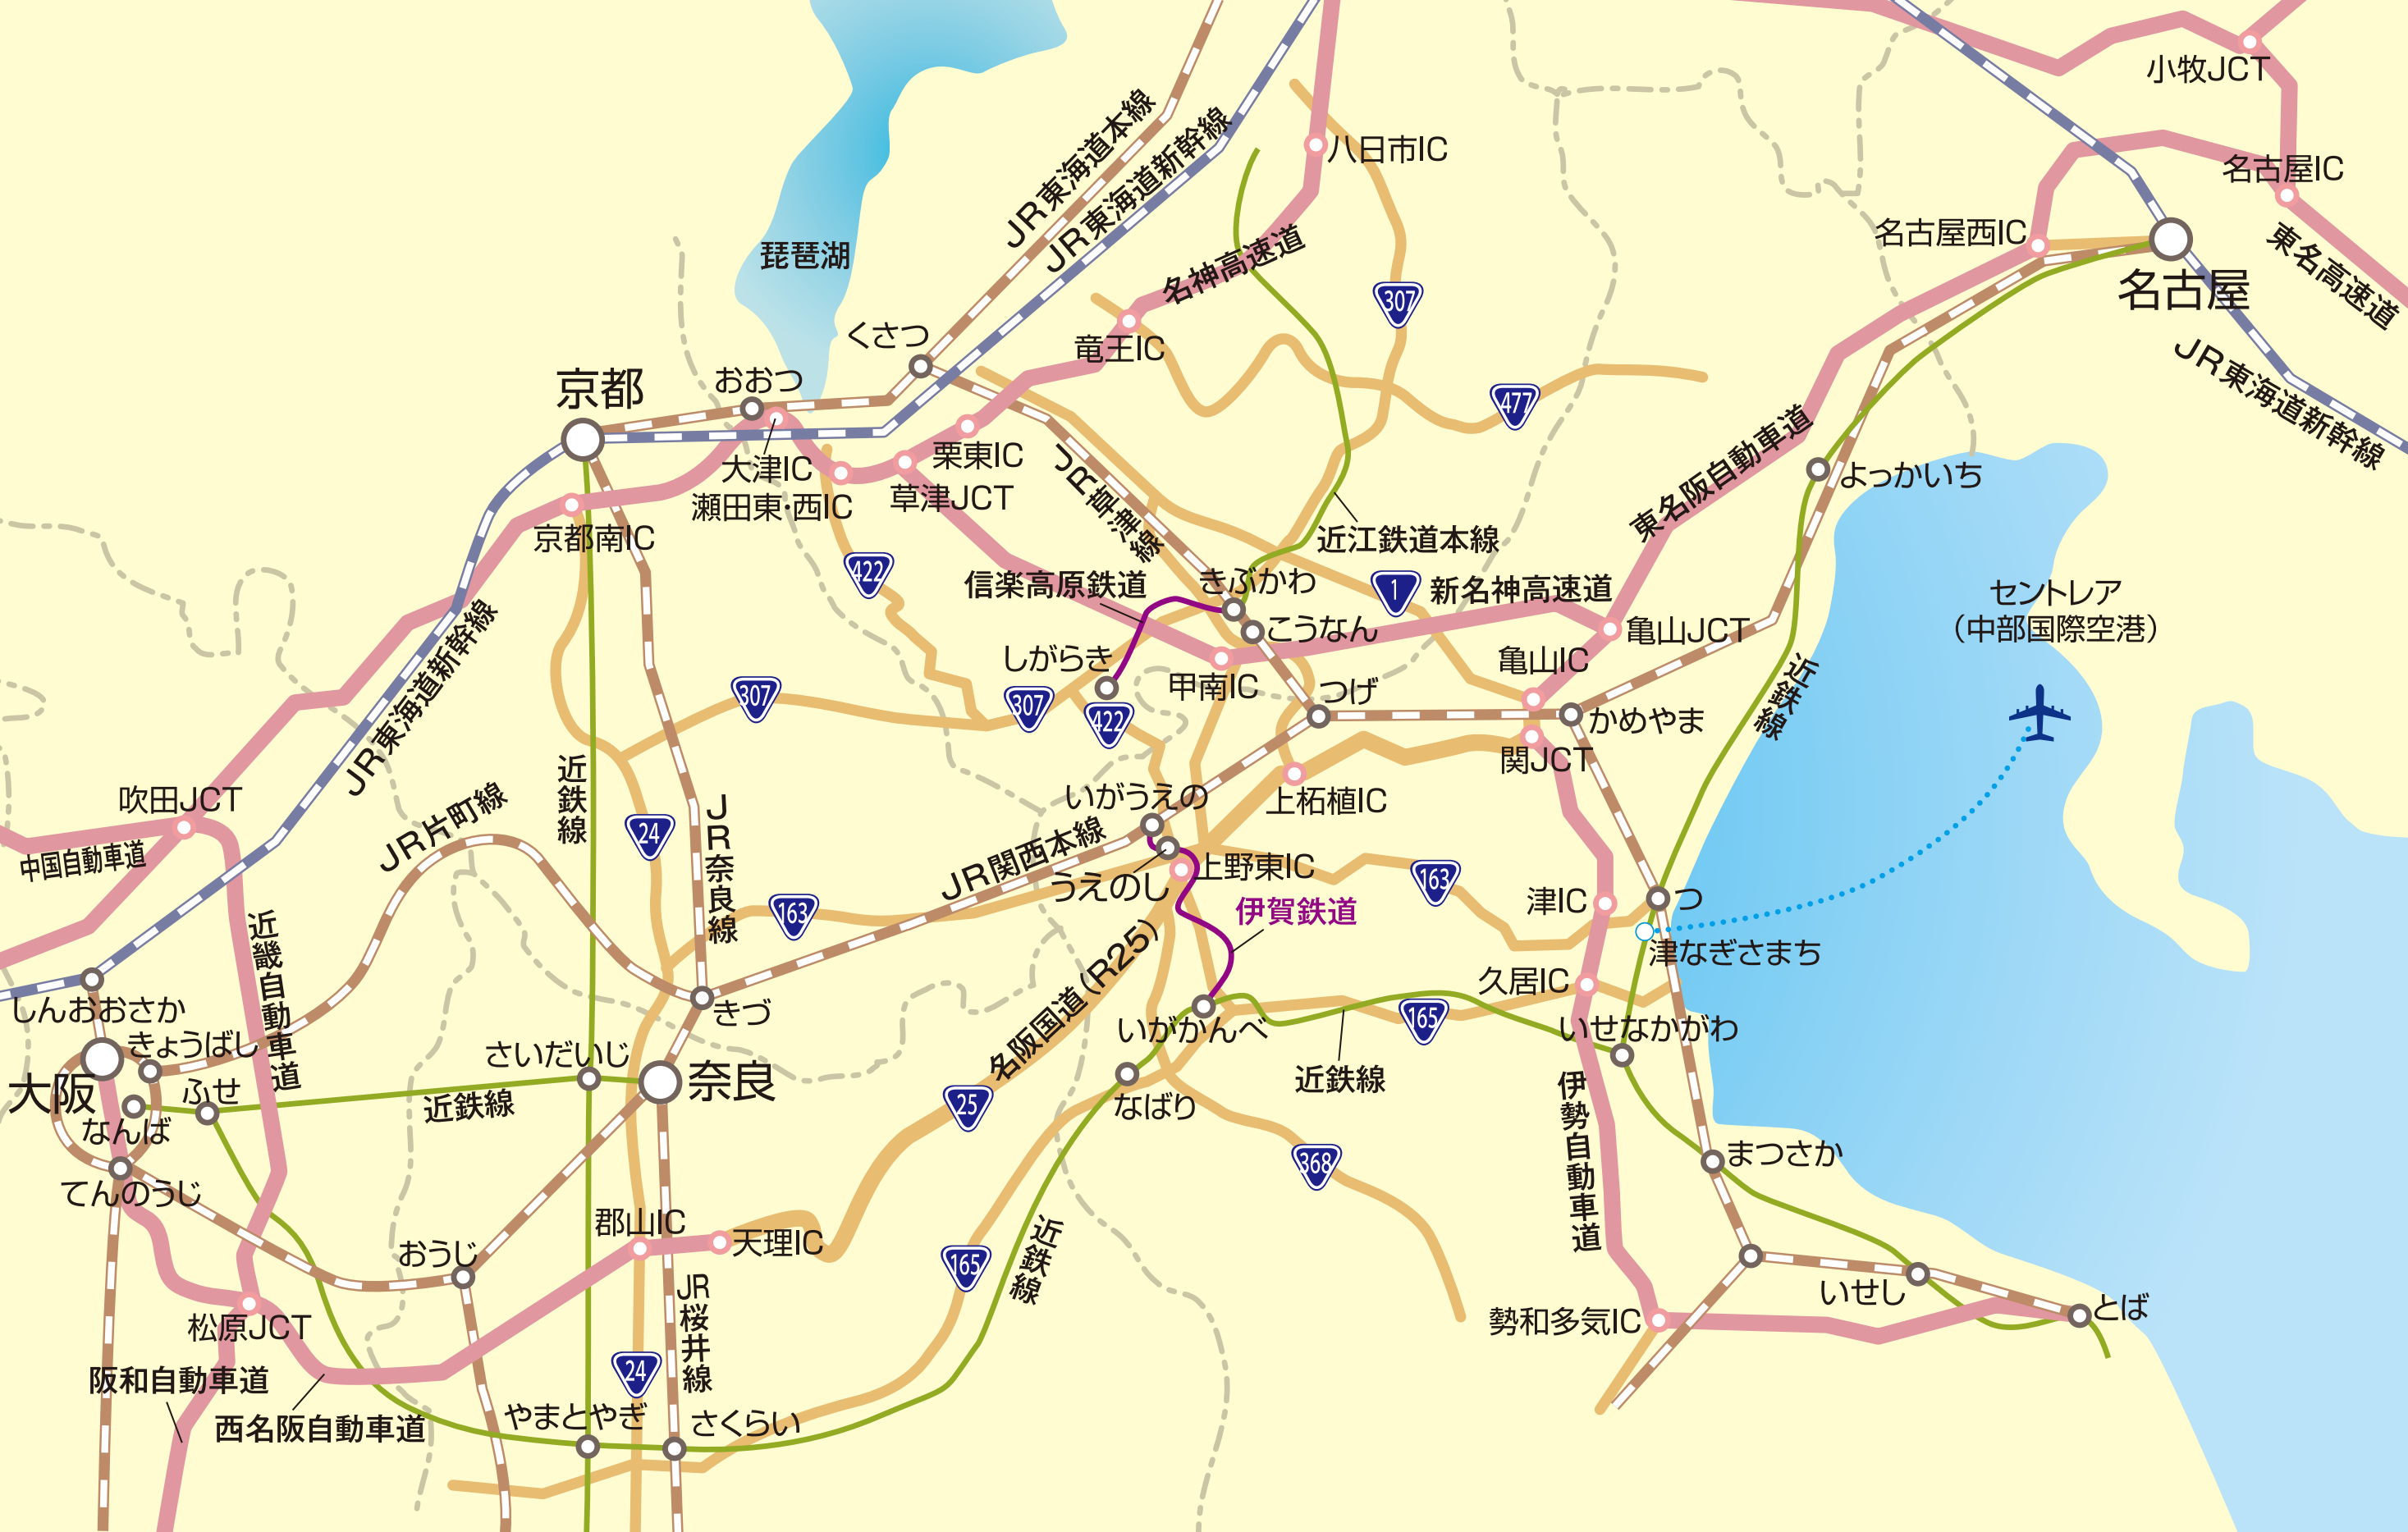 小牧JCT
JR東海道本線
JR東海道新幹線
八日市IC
名古屋IC
名古屋西IC
琵琶湖
名神高速道
東名高速道
307
名古屋
くさつ
竜王IC
JR東海道新幹線
京都
おおつ
477
大津IC
栗東IC
東名阪自動車道
よっかいち
瀬田東・西IC
草津JCT
JR草津線
京都南IC
近江鉄道本線
422
信楽高原鉄道
きぶかわ
1
新名神高速道
セントレア
(中部国際空港)
こうなん
亀山JCT
JR東海道新幹線
しがらき
甲南IC
亀山IC
近鉄線
307
307
つげ
かめやま
422
関JCT
近鉄線
吹田JCT
JR片町線
24
JR奈良線
いがうえの
上柘植IC
中国自動車道
JR関西本線
上野東IC
163
うえのし
163
伊賀鉄道
津IC
つ
近畿自動車道
名阪国道(R25)
津なぎさまち
久居IC
しんおおさか
きづ
いがかんべ
165
いせなかがわ
きょうばし
さいだいじ
大阪
ふせ
奈良
近鉄線
近鉄線
なんば
25
なばり
伊勢自動車道
368
まつさか
てんのうじ
郡山IC
天理IC
おうじ
165
近鉄線
JR桜井線
いせし
とば
松原JCT
勢和多気IC
阪和自動車道
24
西名阪自動車道
やまとやぎ
さくらい